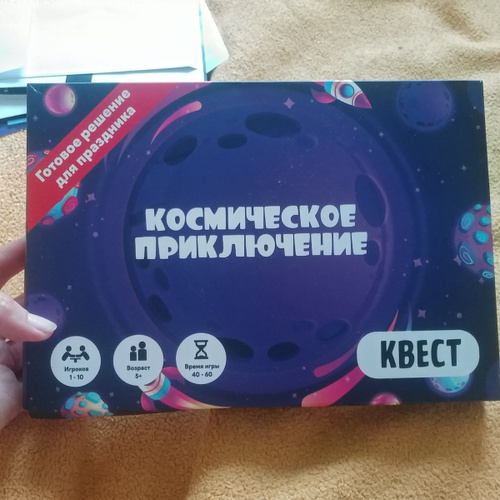 Готовое решение
для праздника
КОСМИЧЕСКОЕ
ПРИКЛЮЧЕНИЕ
Игроков
1 - 10
Возраст
5+
Время игры
40 - 60
КВЕСТ